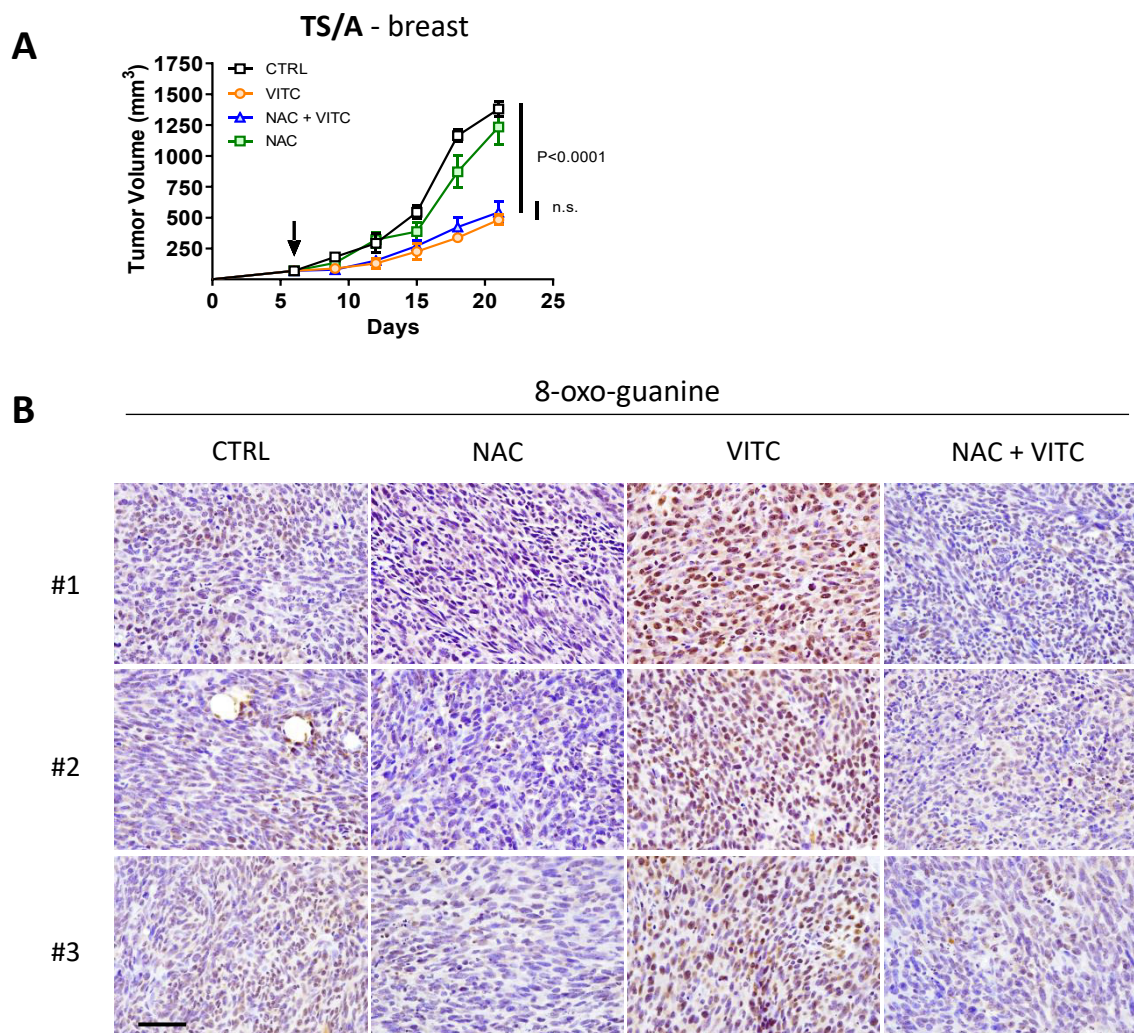 A
TS/A - breast
Tumor Volume (mm³)
1750
1500
1250
1000
750
500
250
CTRL
VITC
NAC + VITC
NAC
P<0.0001
n.s.
0 5 10 15 20 25
Days
B
8-oxo-guanine
CTRL NAC VITC NAC + VITC
#1
#2
#3